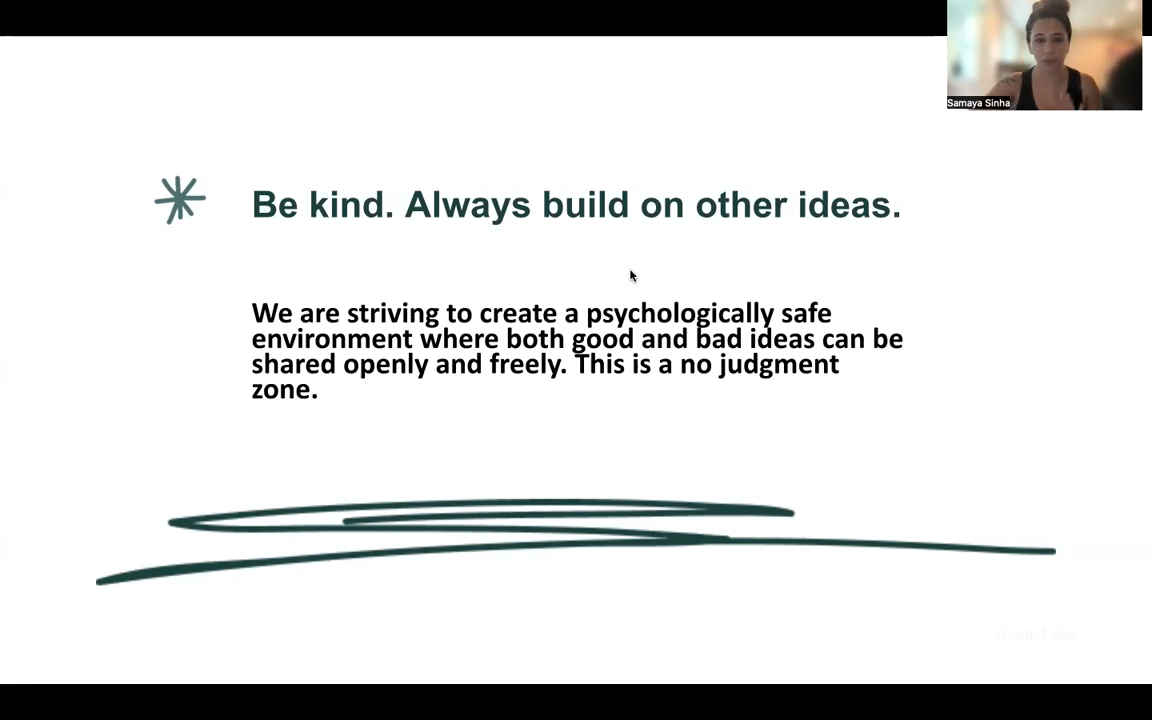 Samaya Sinha
Be kind. Always build on other ideas.
We are striving to create a psychologically safe
environment where both good and bad ideas can be
shared openly and freely. This is a no judgment
zone.